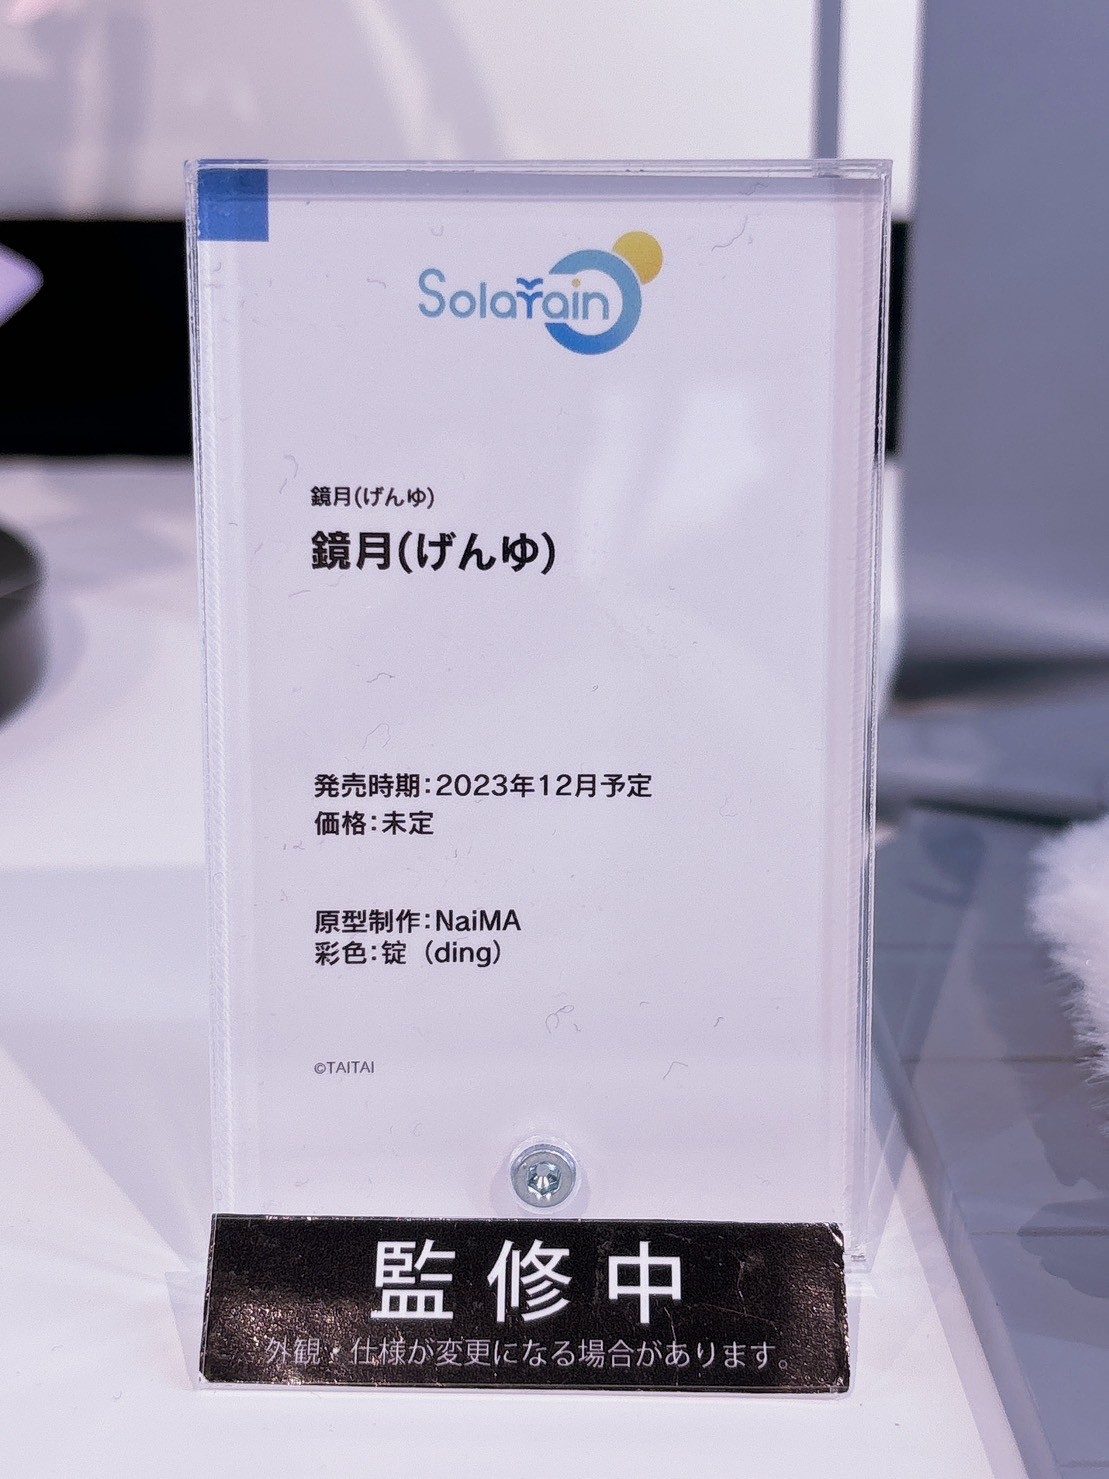 Solarain
鏡月(げんゆ)
鏡月(げんゆ)
発売時期:2023年12月予定
価格:未定
原型制作:NaiMA
彩色:锭（ding）
©TAITAI
監修中
外観・仕様が変更になる場合があります。